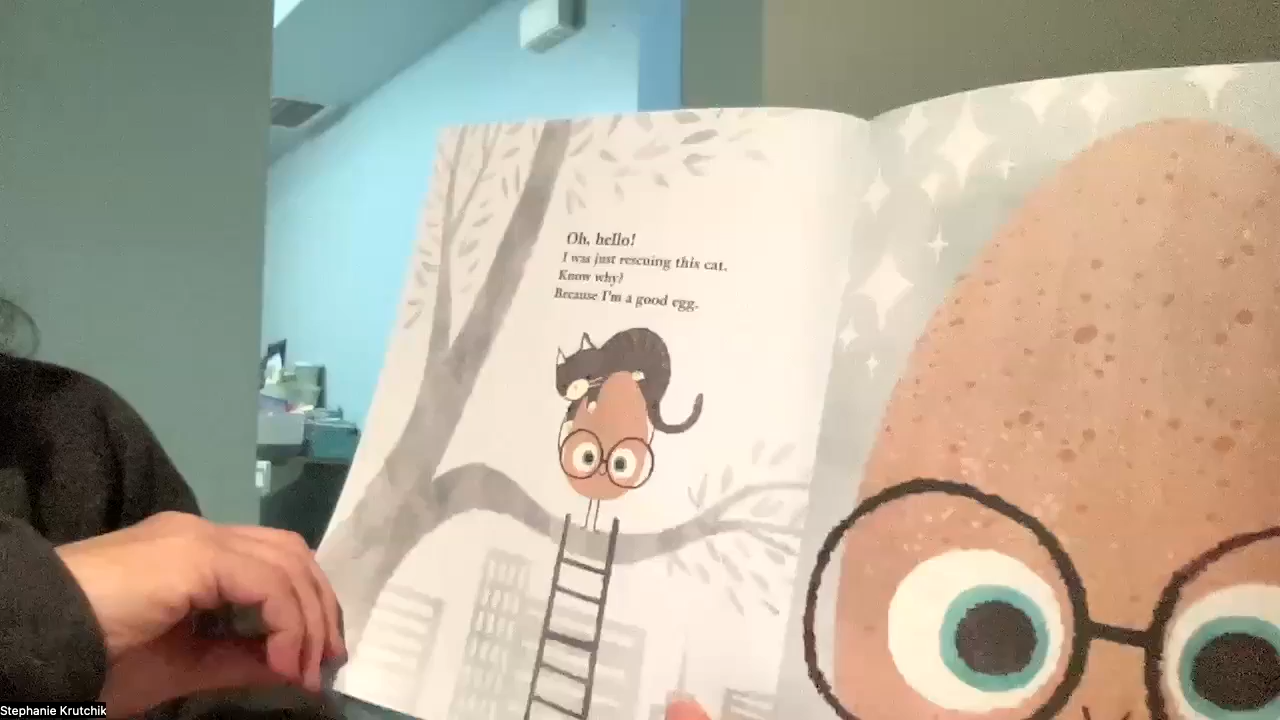 Oh, hello!
I was just rescuing this cat.
Know why?
Because I'm a good egg.
Stephanie Krutchik